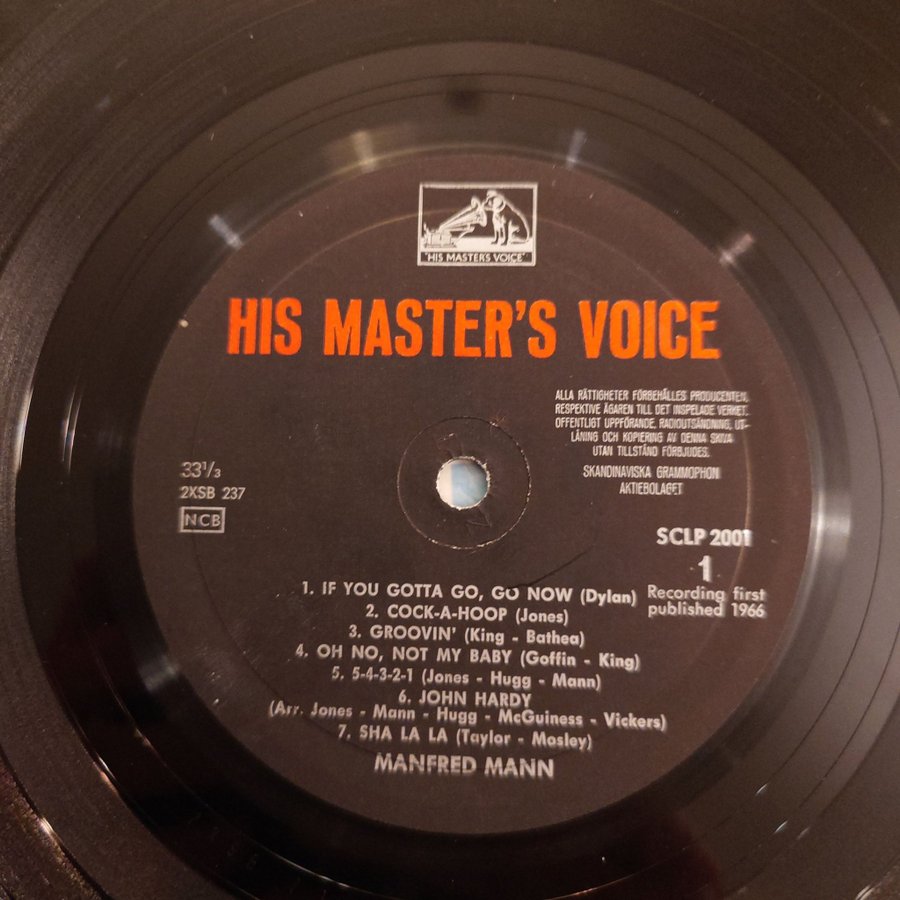 "HIS MASTER'S VOICE"
HIS MASTER'S VOICE
ALLA RÄTTIGHETER FÖRBEHÅLLES PRODUCENTEN,
RESPEKTIVE ÄGAREN TILL DET INSPELADE VERKET.
OFFENTLIGT UPPFÖRANDE, RADIOUTSÄNDNING, UT-
LÅNING OCH KOPIERING AV DENNA SKIVA
UTAN TILLSTÅND FÖRBJUDES.
SKANDINAVISKA GRAMMOPHON
AKTIEBOLAGET
33⅓
2XSB 237
NCB
SCLP 2001
1
Recording first
published 1966
1. IF YOU GOTTA GO, GO NOW (Dylan)
2. COCK-A-HOOP (Jones)
3. GROOVIN' (King - Bathea)
4. OH NO, NOT MY BABY (Goffin - King)
5. 5-4-3-2-1 (Jones - Hugg - Mann)
6. JOHN HARDY
(Arr. Jones - Mann - Hugg - McGuiness - Vickers)
7. SHA LA LA (Taylor - Mosley)
MANFRED MANN